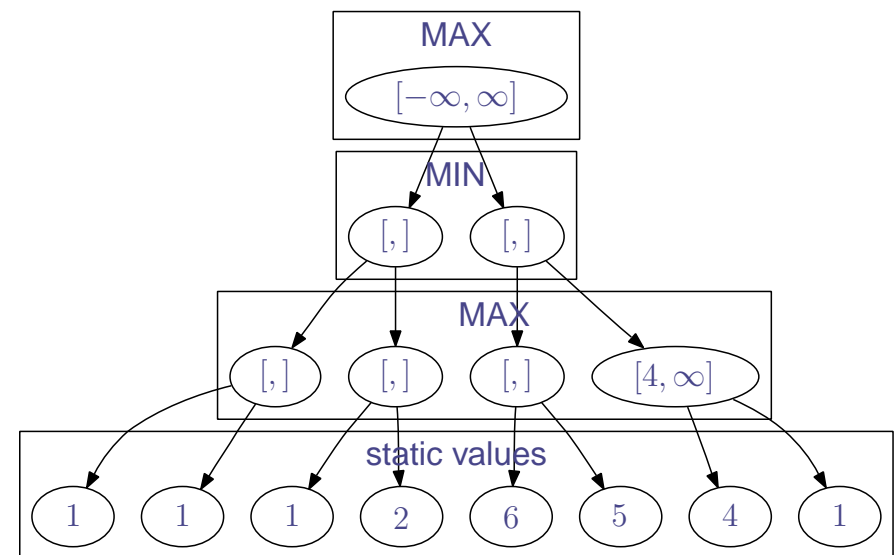 MAX
[−∞, ∞]
MIN
[, ] [, ]
MAX
[, ] [, ] [, ] [4, ∞]
static values
1 1 1 2 6 5 4 1